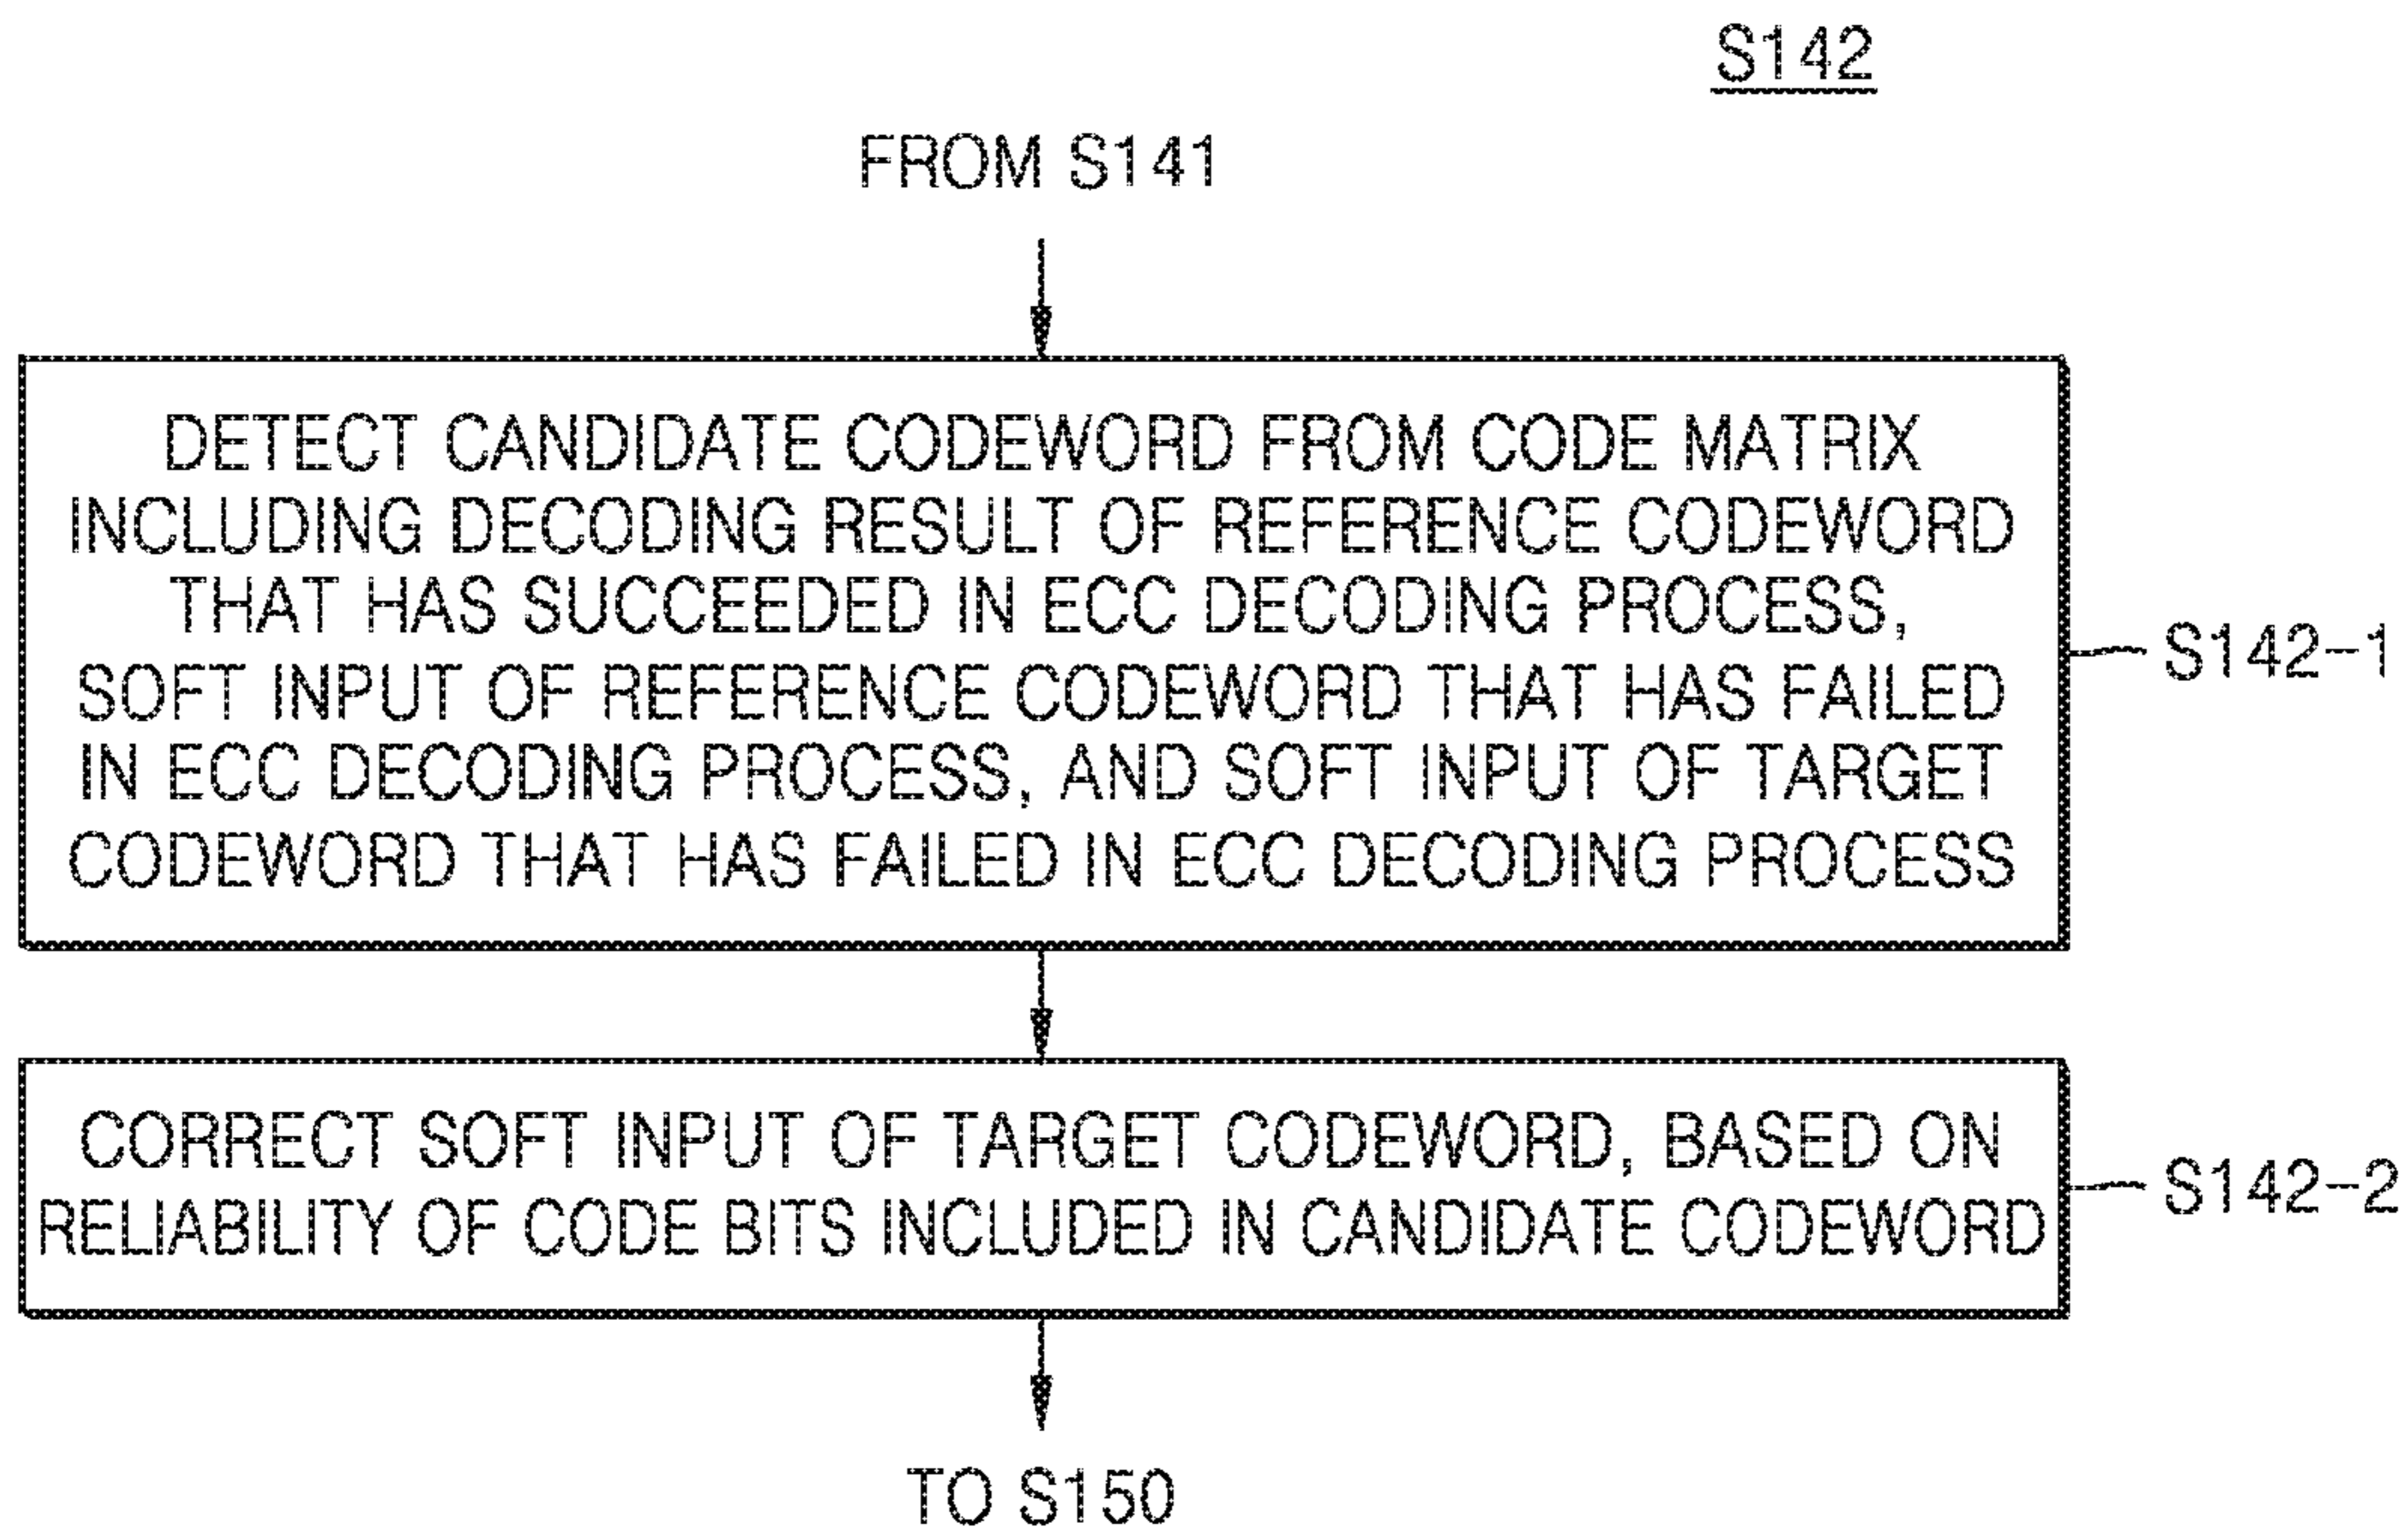 S142
FROM S141
DETECT CANDIDATE CODEWORD FROM CODE MATRIX
INCLUDING DECODING RESULT OF REFERENCE CODEWORD
THAT HAS SUCCEEDED IN ECC DECODING PROCESS,
SOFT INPUT OF REFERENCE CODEWORD THAT HAS FAILED
IN ECC DECODING PROCESS, AND SOFT INPUT OF TARGET
CODEWORD THAT HAS FAILED IN ECC DECODING PROCESS
S142-1
CORRECT SOFT INPUT OF TARGET CODEWORD, BASED ON
RELIABILITY OF CODE BITS INCLUDED IN CANDIDATE CODEWORD
S142-2
TO S150